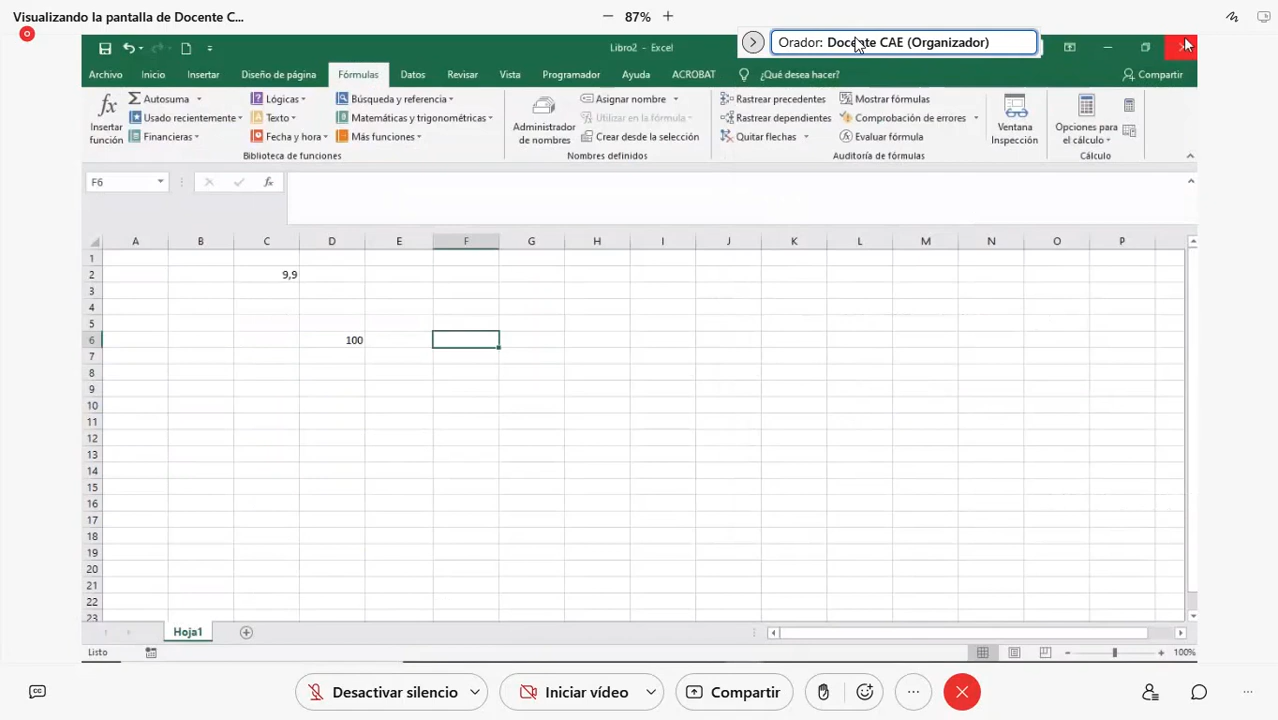 Visualizando la pantalla de Docente C...
87%
Orador: Docente CAE (Organizador)
Libro2 - Excel
Archivo Inicio Insertar Diseño de página Fórmulas Datos Revisar Vista Programador Ayuda ACROBAT ¿Qué desea hacer? Compartir
Insertar función
Autosuma
Usado recientemente
Financieras
Lógicas
Texto
Fecha y hora
Búsqueda y referencia
Matemáticas y trigonométricas
Más funciones
Biblioteca de funciones
Administrador de nombres
Asignar nombre
Utilizar en la fórmula
Crear desde la selección
Nombres definidos
Rastrear precedentes
Rastrear dependientes
Quitar flechas
Mostrar fórmulas
Comprobación de errores
Evaluar fórmula
Auditoría de fórmulas
Ventana Inspección
Opciones para el cálculo
Cálculo
F6
fx
A B C D E F G H I J K L M N O P
1
2 9,9
3
4
5
6 100
7
8
9
10
11
12
13
14
15
16
17
18
19
20
21
22
23
Hoja1
Listo
100%
CC
Desactivar silencio
Iniciar vídeo
Compartir